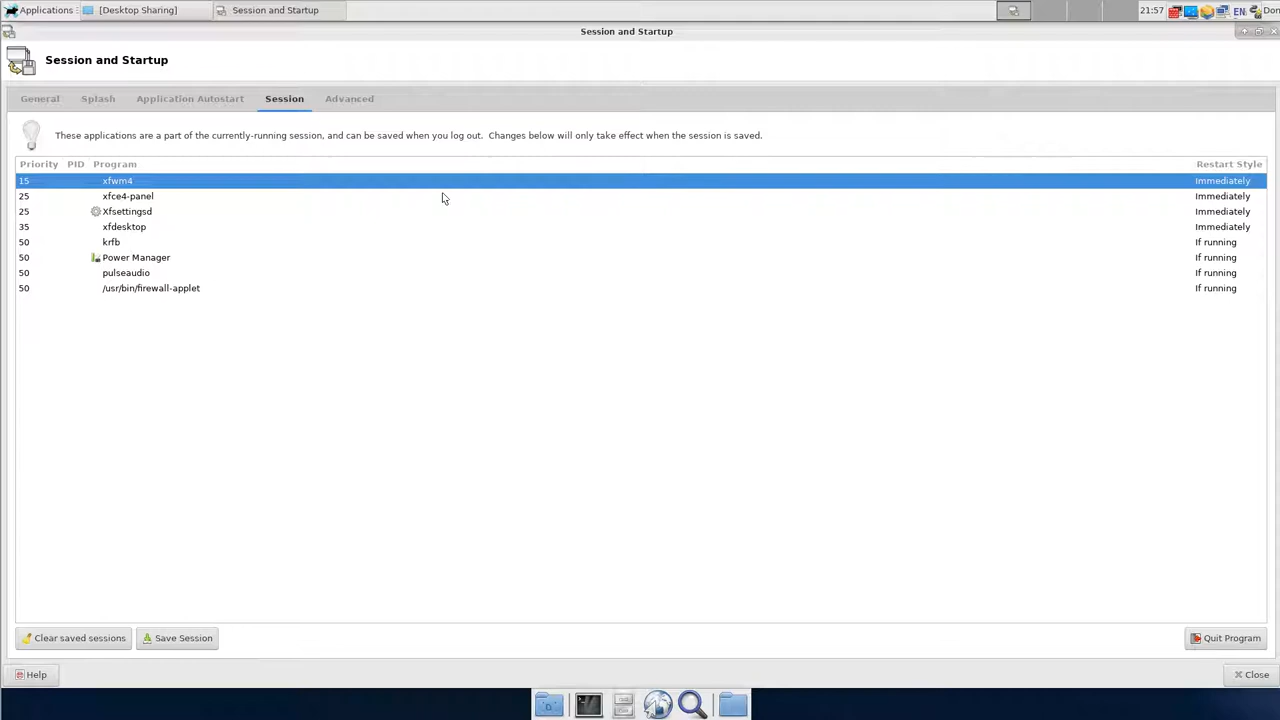 Applications [Desktop Sharing] Session and Startup 21:57 EN Don
Session and Startup
Session and Startup
General Splash Application Autostart Session Advanced
These applications are a part of the currently-running session, and can be saved when you log out. Changes below will only take effect when the session is saved.
Priority PID Program Restart Style
15 xfwm4 Immediately
25 xfce4-panel Immediately
25 Xfsettingsd Immediately
35 xfdesktop Immediately
50 krfb If running
50 Power Manager If running
50 pulseaudio If running
50 /usr/bin/firewall-applet If running
Clear saved sessions Save Session Quit Program
Help Close